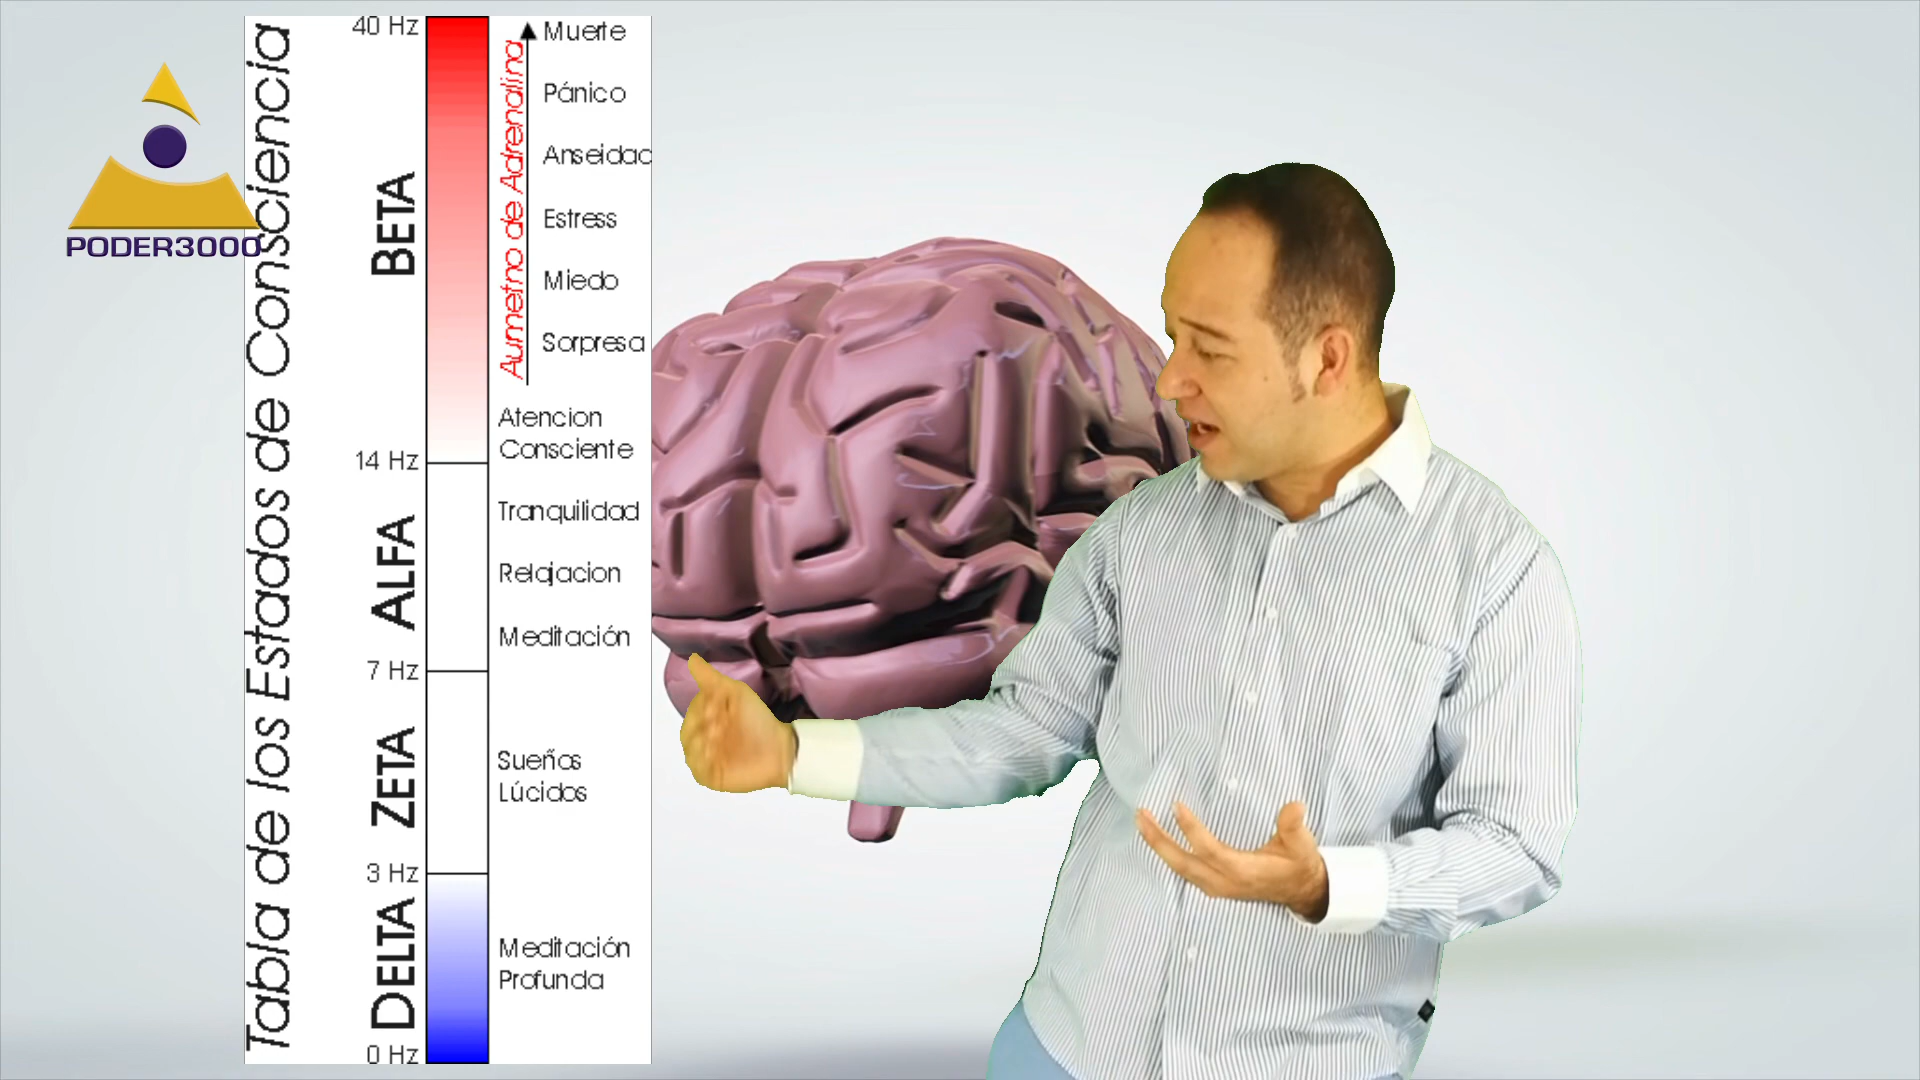 PODER3000
Tabla de los Estados de Consciencia
40 Hz
BETA
14 Hz
ALFA
7 Hz
ZETA
3 Hz
DELTA
0 Hz
Aumetno de Adrenalina
Muerte
Pánico
Anseidad
Estress
Miedo
Sorpresa
Atencion
Consciente
Tranquilidad
Relajacion
Meditación
Sueños
Lúcidos
Meditación
Profunda